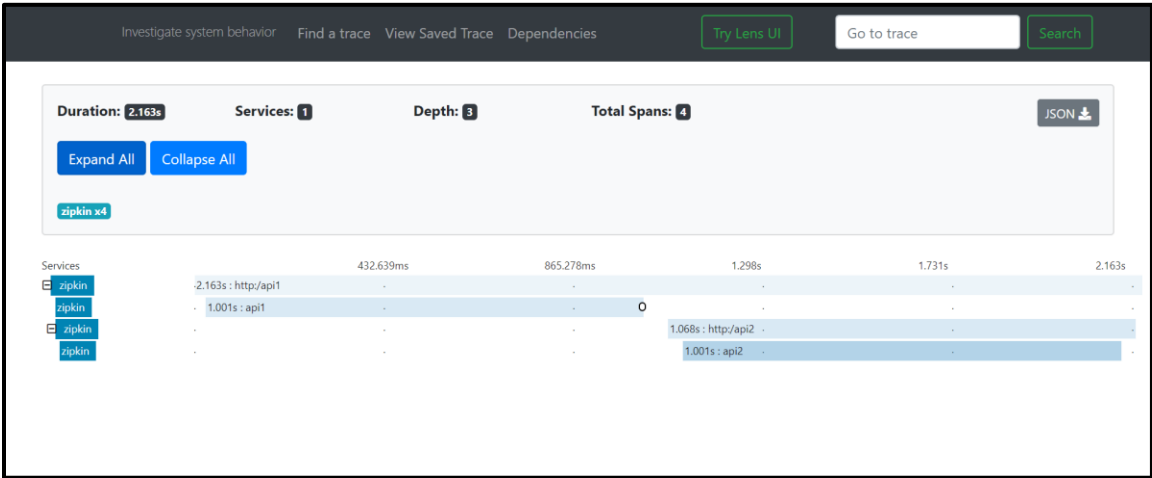 Investigate system behavior Find a trace View Saved Trace Dependencies Try Lens UI Go to trace Search
Duration: 2.163s Services: 1 Depth: 3 Total Spans: 4 JSON
Expand All Collapse All
zipkin x4
Services 432.639ms 865.278ms 1.298s 1.731s 2.163s
zipkin 2.163s : http:/api1
zipkin 1.001s : api1
zipkin 1.068s : http:/api2
zipkin 1.001s : api2